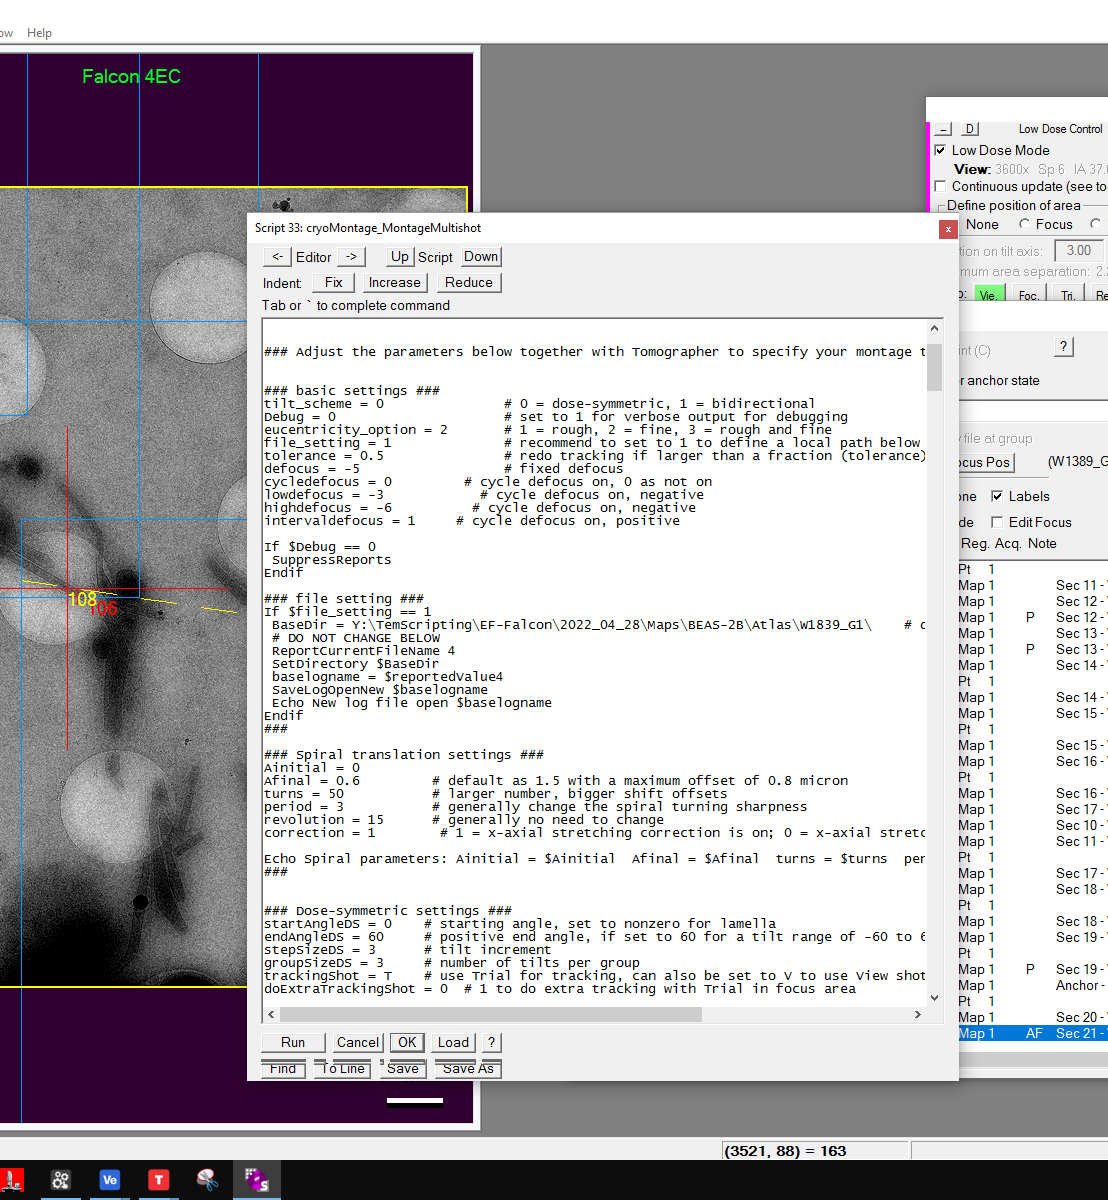 ow Help
Falcon 4EC
108
106
Low Dose Control
– D
Low Dose Mode
View: 3600x Sp 6 IA 37.
Continuous update (see to
Define position of area
None Focus
tion on tilt axis: 3.00
mum area separation: 2.
Vie. Foc. Tri. Re
int (C) ?
r anchor state
file at group
ocus Pos (W1389_G
one Labels
de Edit Focus
Reg. Acq. Note
Pt 1
Map 1 Sec 11 -
Map 1 Sec 12 -
Map 1 P Sec 12 -
Map 1 Sec 13 -
Map 1 P Sec 13 -
Map 1 Sec 14 -
Pt 1
Map 1 Sec 14 -
Map 1 Sec 15 -
Pt 1
Map 1 Sec 15 -
Map 1 Sec 16 -
Pt 1
Map 1 Sec 16 -
Map 1 Sec 17 -
Map 1 Sec 10 -
Map 1 Sec 11 -
Pt 1
Map 1 Sec 17 -
Map 1 Sec 18 -
Pt 1
Map 1 Sec 18 -
Map 1 Sec 19 -
Pt 1
Map 1 P Sec 19 -
Map 1 Anchor -
Pt 1
Map 1 Sec 20 -
Map 1 AF Sec 21 -
Script 33: cryoMontage_MontageMultishot x
<- Editor -> Up Script Down
Indent: Fix Increase Reduce
Tab or ` to complete command
### Adjust the parameters below together with Tomographer to specify your montage t
### basic settings ###
tilt_scheme = 0 # 0 = dose-symmetric, 1 = bidirectional
Debug = 0 # set to 1 for verbose output for debugging
eucentricity_option = 2 # 1 = rough, 2 = fine, 3 = rough and fine
file_setting = 1 # recommend to set to 1 to define a local path below
tolerance = 0.5 # redo tracking if larger than a fraction (tolerance)
defocus = -5 # fixed defocus
cycledefocus = 0 # cycle defocus on, 0 as not on
lowdefocus = -3 # cycle defocus on, negative
highdefocus = -6 # cycle defocus on, negative
intervaldefocus = 1 # cycle defocus on, positive
If $Debug == 0
SuppressReports
Endif
### file setting ###
If $file_setting == 1
BaseDir = Y:\TemScripting\EF-Falcon\2022_04_28\Maps\BEAS-2B\Atlas\W1839_G1\ #
# DO NOT CHANGE BELOW
ReportCurrentFileName 4
SetDirectory $BaseDir
baselogname = $reportedValue4
SaveLogOpenNew $baselogname
Echo New log file open $baselogname
Endif
###
### Spiral translation settings ###
Ainitial = 0
Afinal = 0.6 # default as 1.5 with a maximum offset of 0.8 micron
turns = 50 # larger number, bigger shift offsets
period = 3 # generally change the spiral turning sharpness
revolution = 15 # generally no need to change
correction = 1 # 1 = x-axial stretching correction is on; 0 = x-axial stretc
Echo Spiral parameters: Ainitial = $Ainitial Afinal = $Afinal turns = $turns per
###
### Dose-symmetric settings ###
startAngleDS = 0 # starting angle, set to nonzero for lamella
endAngleDS = 60 # positive end angle, if set to 60 for a tilt range of -60 to 6
stepSizeDS = 3 # tilt increment
groupSizeDS = 3 # number of tilts per group
trackingShot = T # use Trial for tracking, can also be set to V to use View shot
doExtraTrackingShot = 0 # 1 to do extra tracking with Trial in focus area
Run Cancel OK Load ?
Find To Line Save Save As
(3521, 88) = 163
Ve T S